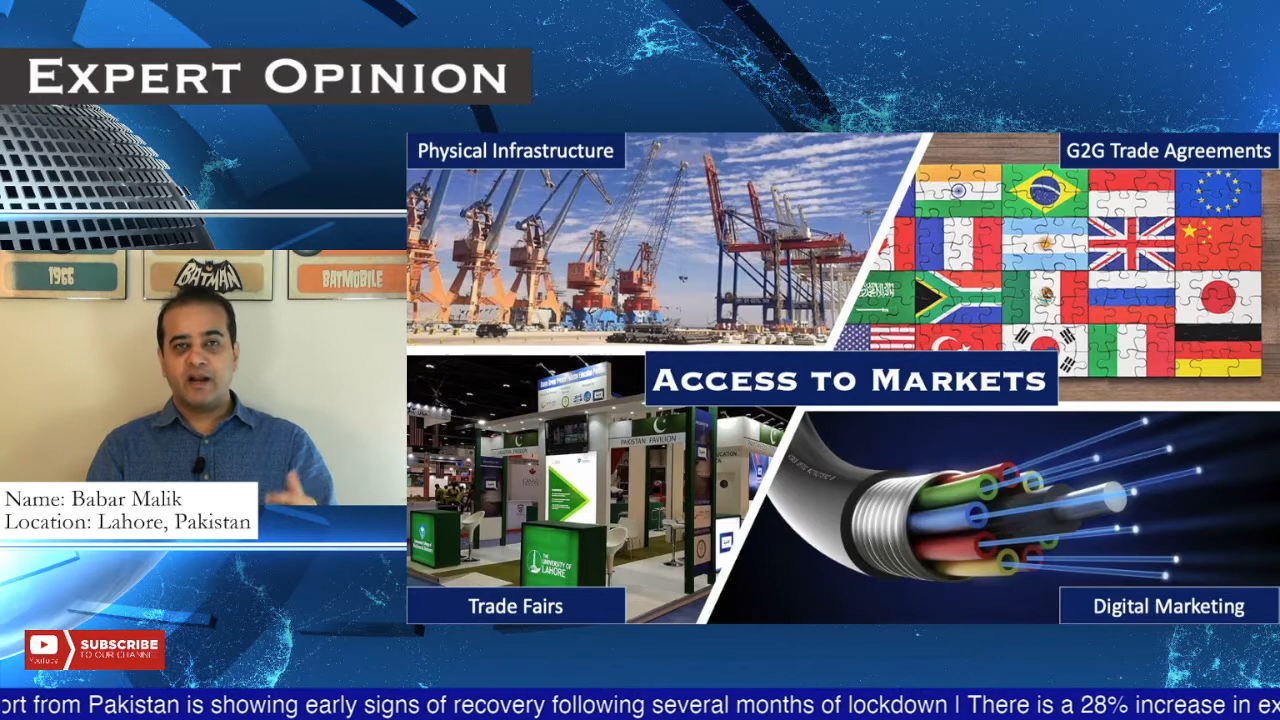 EXPERT OPINION
Physical Infrastructure
G2G Trade Agreements
1966
BATMAN
BATMOBILE
ACCESS TO MARKETS
PAKISTAN PAVILION
THE
UNIVERSITY OF
LAHORE
Name: Babar Malik
Location: Lahore, Pakistan
Trade Fairs
Digital Marketing
YouTube
SUBSCRIBE
TO OUR CHANNEL
ort from Pakistan is showing early signs of recovery following several months of lockdown | There is a 28% increase in ex